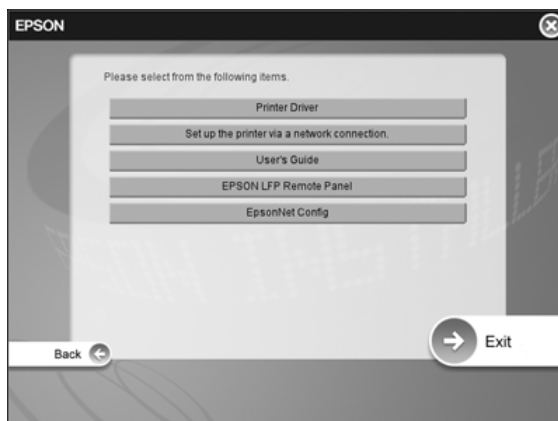 EPSON
Please select from the following items.
Printer Driver
Set up the printer via a network connection.
User's Guide
EPSON LFP Remote Panel
EpsonNet Config
Back
Exit